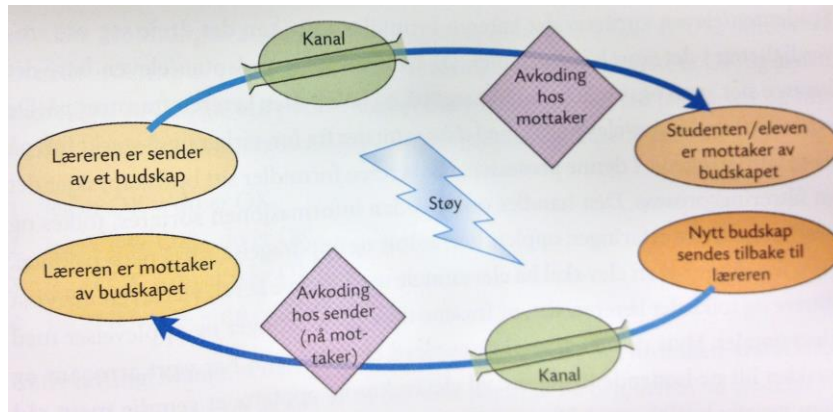 Kanal
Avkoding
hos
mottaker
Læreren er sender
av et budskap
Studenten/eleven
er mottaker av
budskapet
Støy
Læreren er mottaker
av budskapet
Nytt budskap
sendes tilbake til
læreren
Avkoding
hos sender
(nå mot-
taker)
Kanal